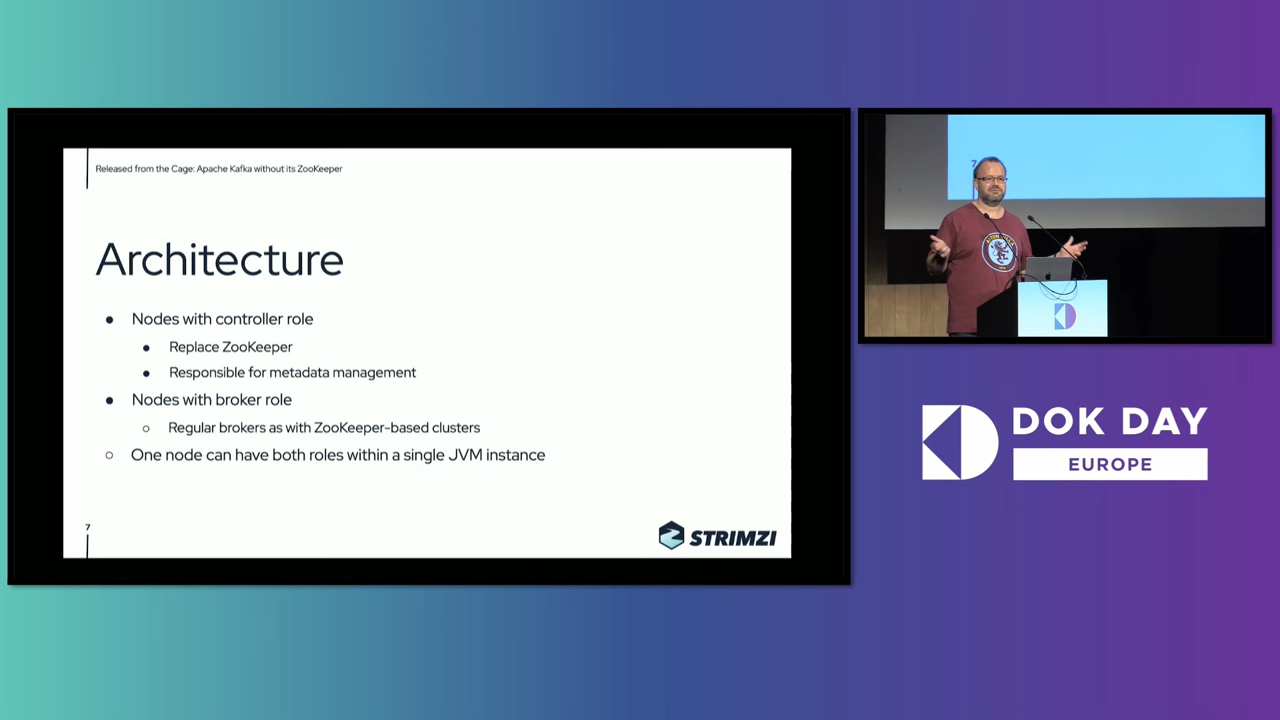 Released from the Cage: Apache Kafka without its ZooKeeper
Architecture
● Nodes with controller role
● Replace ZooKeeper
● Responsible for metadata management
● Nodes with broker role
○ Regular brokers as with ZooKeeper-based clusters
○ One node can have both roles within a single JVM instance
7
STRIMZI
7
DOK DAY
EUROPE